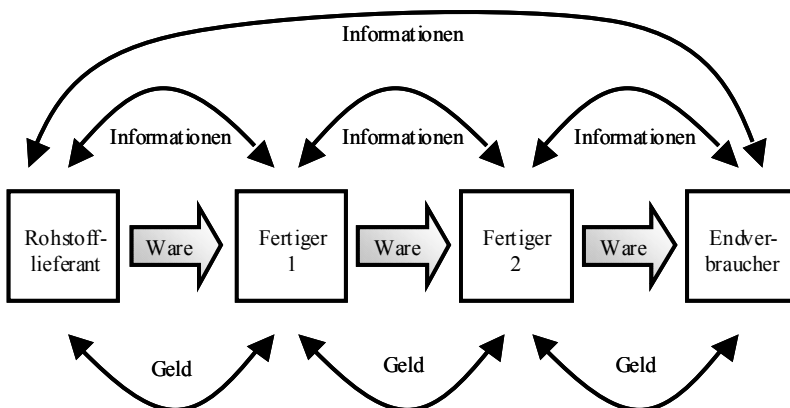 Informationen
Informationen
Informationen
Informationen
Rohstoff-
lieferant
Ware
Fertiger
1
Ware
Fertiger
2
Ware
Endver-
braucher
Geld
Geld
Geld